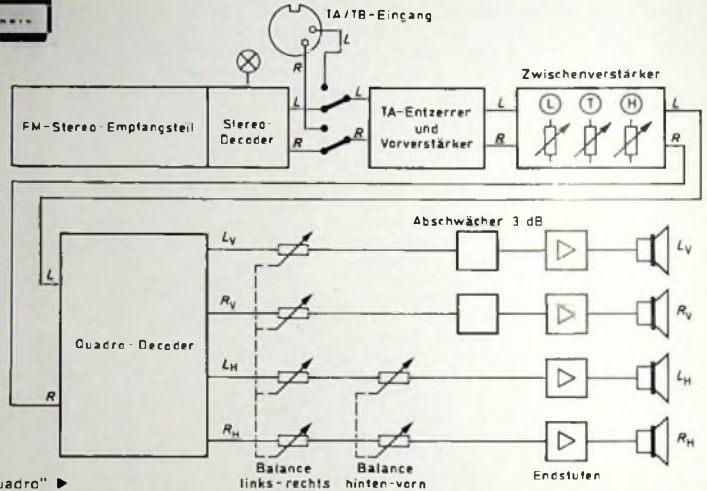 TA/TB-Eingang
L
R
Zwischenverstärker
FM-Stereo-Empfangsteil
Stereo-
Decoder
L
R
L
R
TA-Entzerrer
und
Vorverstärker
L
R
L T H
L
R
Abschwächer 3 dB
L
R
Quadro-Decoder
LV
RV
LH
RH
LV
RV
LH
RH
Balance
links-rechts
Balance
hinten-vorn
Endstufen
uadro" ▶